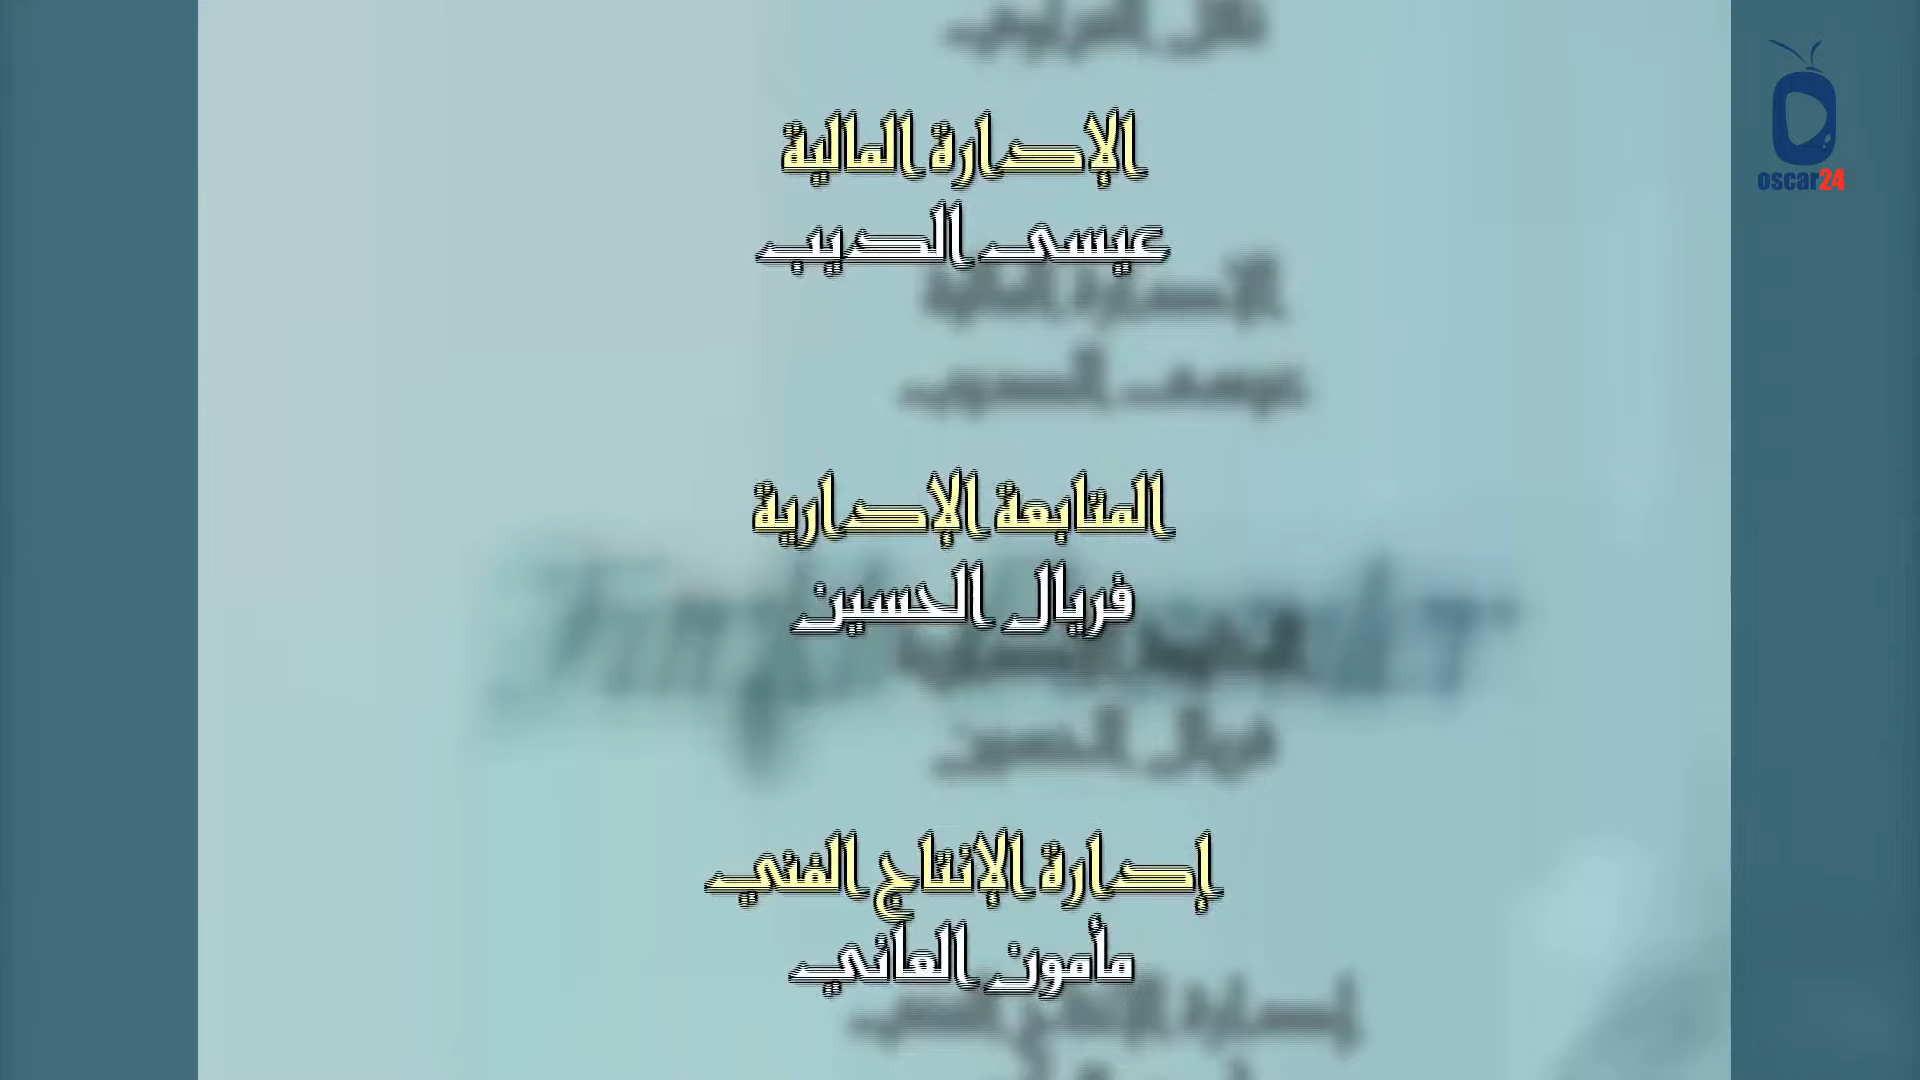 الإدارة المالية
عيسى الديب
المتابعة الإدارية
فريال الحسين
إدارة الإنتاج الفني
مأمون العاني
oscar24